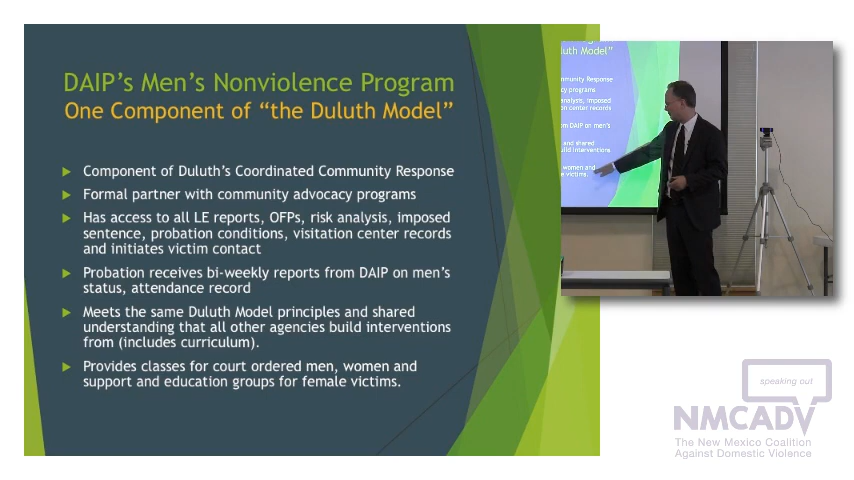 DAIP's Men's Nonviolence Program
One Component of "the Duluth Model"
Component of Duluth's Coordinated Community Response
Formal partner with community advocacy programs
Has access to all LE reports, OFPs, risk analysis, imposed
sentence, probation conditions, visitation center records
and initiates victim contact
Probation receives bi-weekly reports from DAIP on men's
status, attendance record
Meets the same Duluth Model principles and shared
understanding that all other agencies build interventions
from (includes curriculum).
Provides classes for court ordered men, women and
support and education groups for female victims.
uth Model"
mmunity Response
cy programs
analysis, imposed
on center records
om DAIP on men's
and shared
uild interventions
women and
e victims.
speaking out
NMCADV
The New Mexico Coalition
Against Domestic Violence